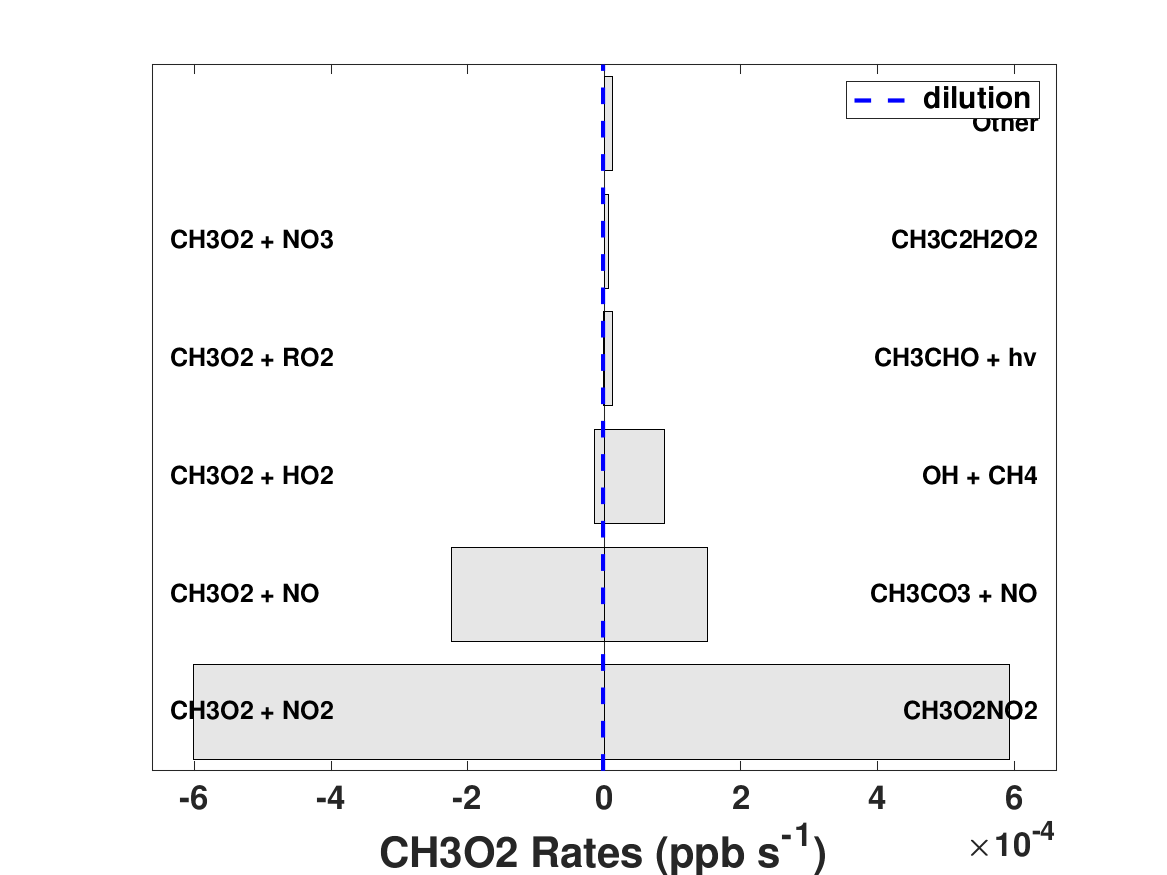 dilution
Other
CH3O2 + NO3
CH3C2H2O2
CH3O2 + RO2
CH3CHO + hv
CH3O2 + HO2
OH + CH4
CH3O2 + NO
CH3CO3 + NO
CH3O2 + NO2
CH3O2NO2
-6 -4 -2 0 2 4 6
×10^-4
CH3O2 Rates (ppb s^-1)